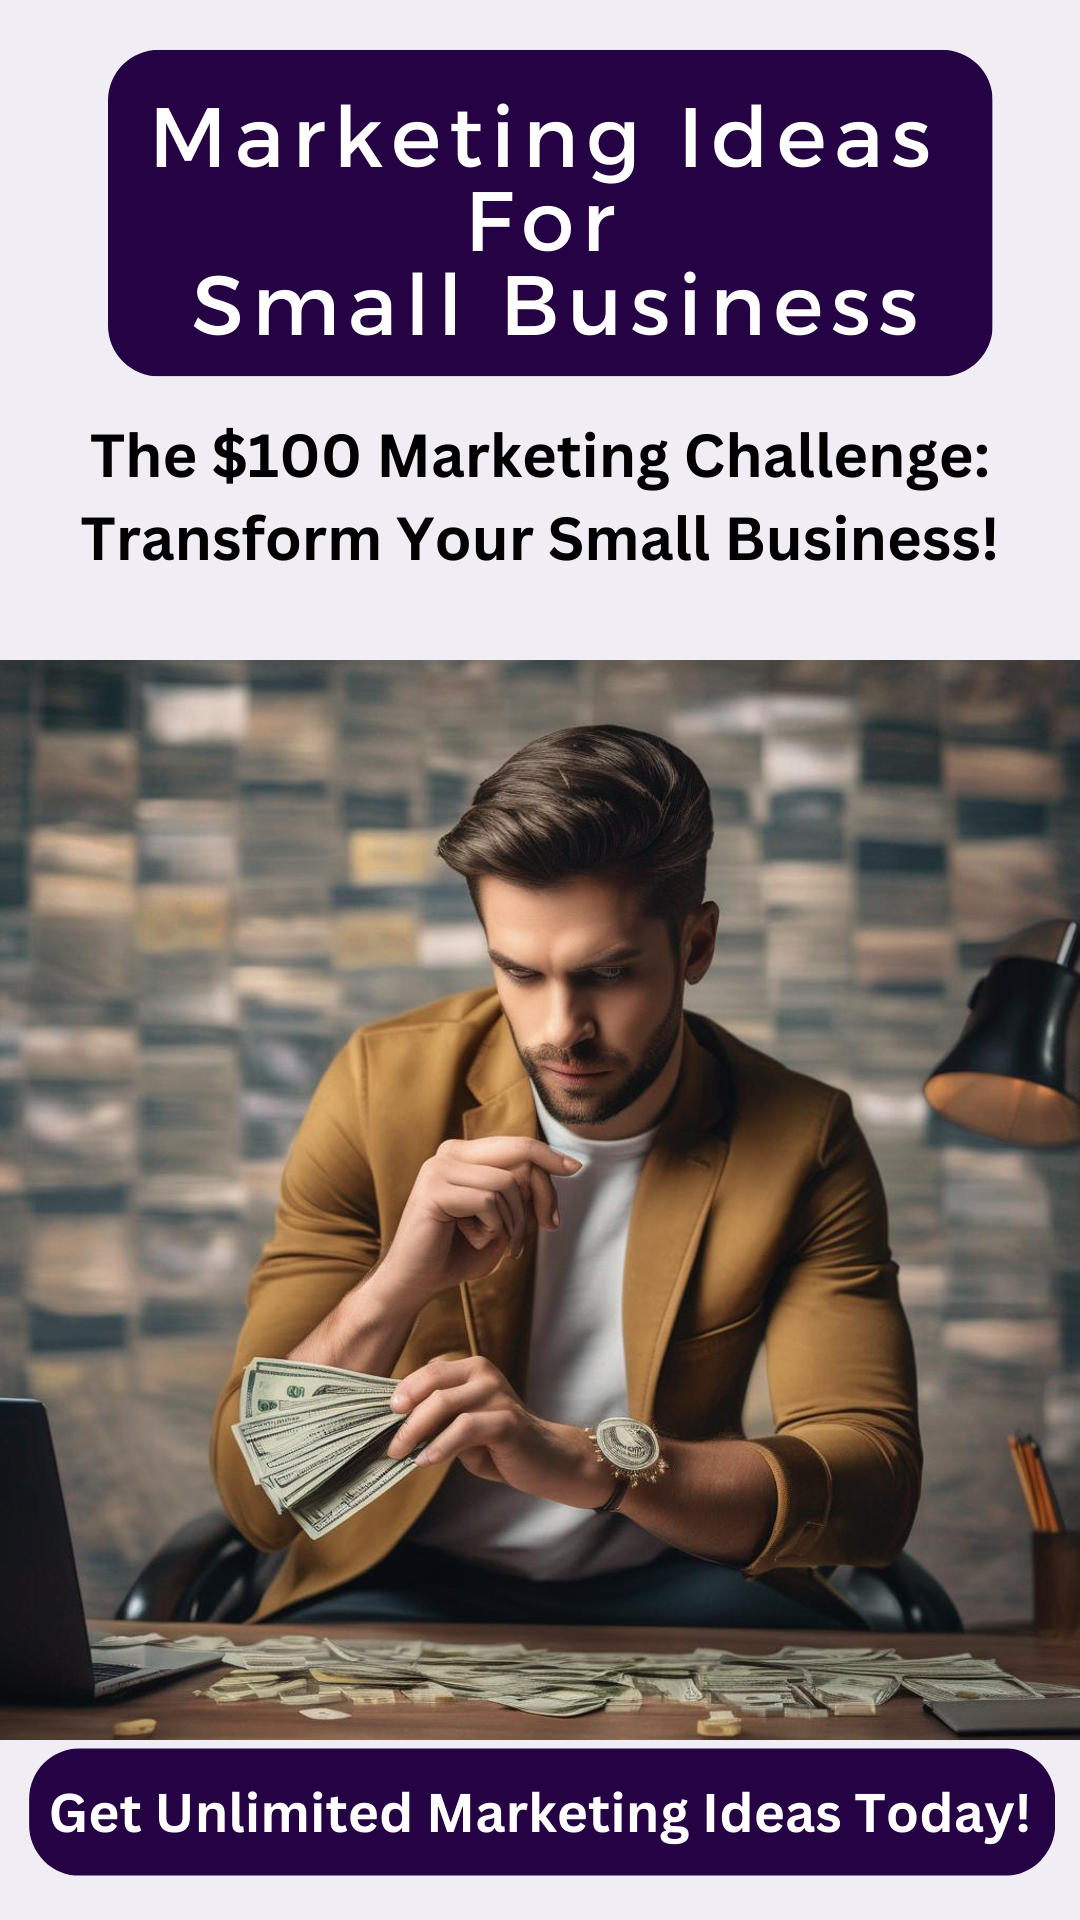 Marketing Ideas
For
Small Business
The $100 Marketing Challenge:
Transform Your Small Business!
Get Unlimited Marketing Ideas Today!